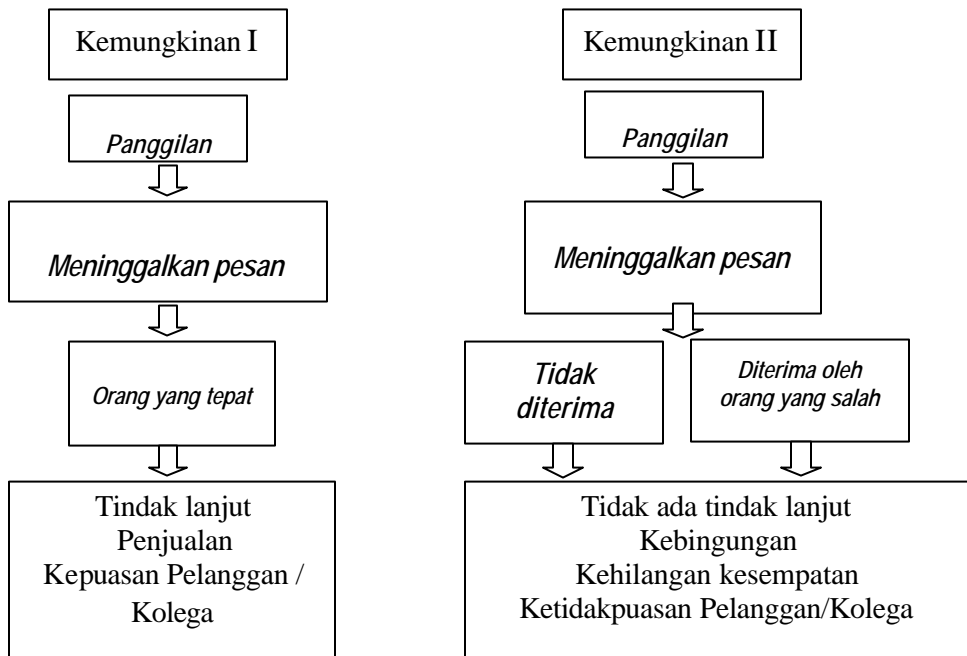 Kemungkinan I
Panggilan
Meninggalkan pesan
Orang yang tepat
Tindak lanjut
Penjualan
Kepuasan Pelanggan /
Kolega
Kemungkinan II
Panggilan
Meninggalkan pesan
Tidak
diterima
Diterima oleh
orang yang salah
Tidak ada tindak lanjut
Kebingungan
Kehilangan kesempatan
Ketidakpuasan Pelanggan/Kolega